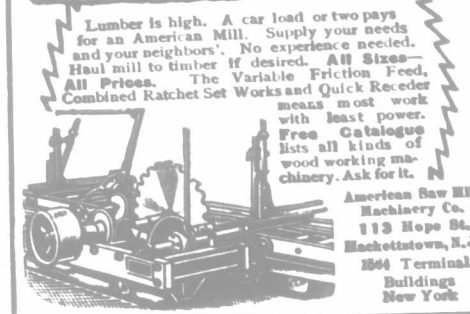 Lumber is high. A car load or two pays
for an American Mill. Supply your needs
and your neighbors'. No experience needed.
Haul mill to timber if desired. All Sizes—
All Prices. The Variable Friction Feed,
Combined Ratchet Set Works and Quick Receder
means most work
with least power.
Free Catalogue
lists all kinds of
wood working ma-
chinery. Ask for it.
American Saw Mill
Machinery Co.
113 Hope St.
Hackettstown, N.
1564 Terminal
Buildings
New York